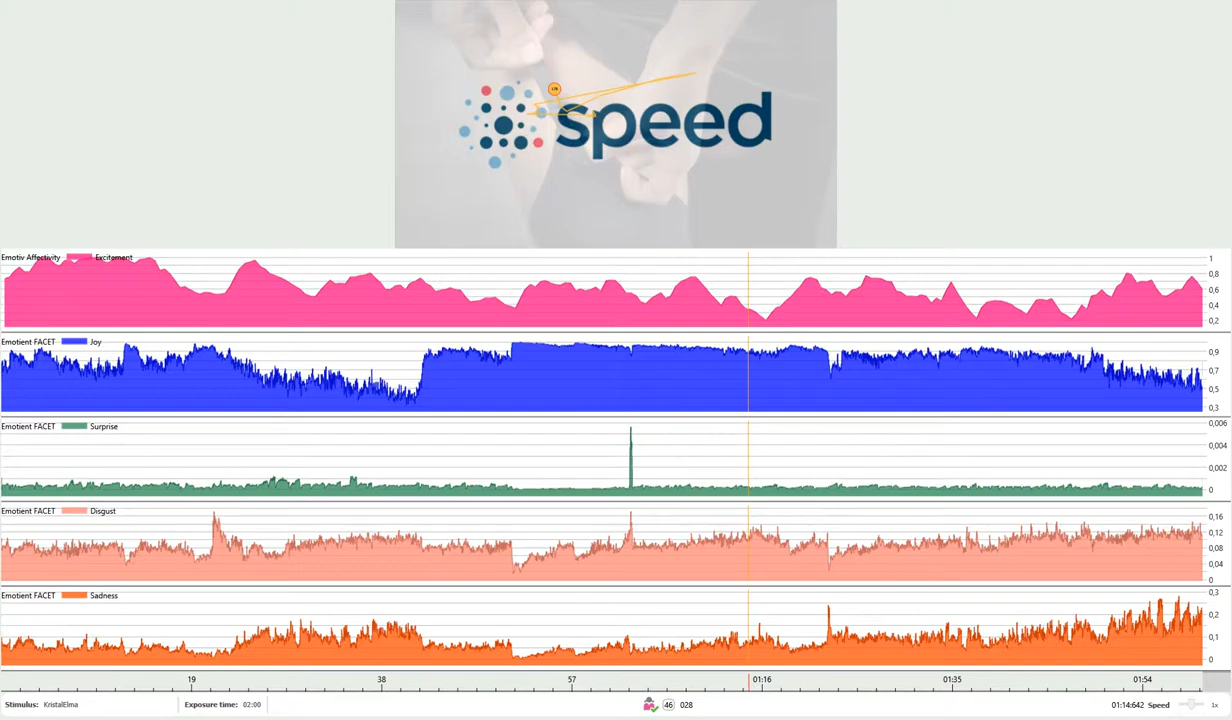 speed
Emotiv Affectivity Excitement
1
0,8
0,6
0,4
0,2
Emotient FACET Joy
0,9
0,7
0,5
0,3
Emotient FACET Surprise
0,006
0,004
0,002
0
Emotient FACET Disgust
0,16
0,12
0,08
0,04
0
Emotient FACET Sadness
0,3
0,2
0,1
0
19 38 57 01:16 01:35 01:54
Stimulus: KristalElma Exposure time: 02:00 46 028 01:14:642 Speed 1x